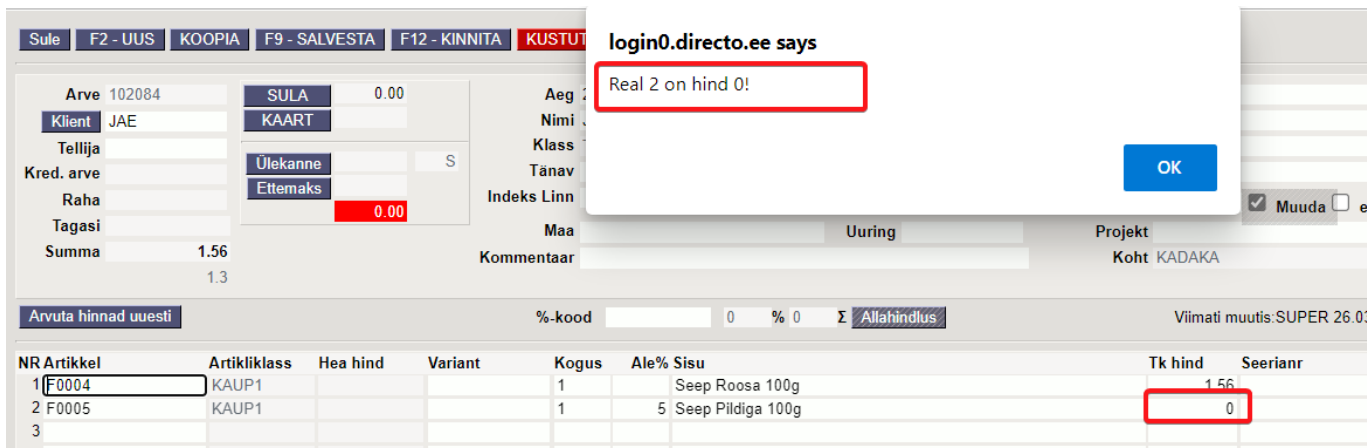 Sule F2 - UUS KOOPIA F9 - SALVESTA F12 - KINNITA KUSTUT
login0.directo.ee says
Real 2 on hind 0!
OK
Arve 102084 SULA 0.00 Aeg
Klient JAE KAART Nimi
Tellija Klass
Kred. arve Ülekanne S Tänav
Raha Ettemaks Indeks Linn Muuda
0.00
Tagasi Maa Uuring Projekt
Summa 1.56 Kommentaar Koht KADAKA
1.3
Arvuta hinnad uuesti %-kood 0 % 0 Σ Allahindlus Viimati muutis:SUPER 26.03
NR Artikkel Artikliklass Hea hind Variant Kogus Ale% Sisu Tk hind Seerianr
1 F0004 KAUP1 1 Seep Roosa 100g 1.56
2 F0005 KAUP1 1 5 Seep Pildiga 100g 0
3